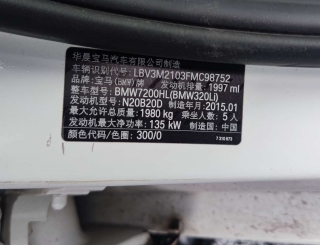 华晨宝马汽车有限公司制造
车辆识别代号: LBV3M2103FMC98752
品牌: 宝马(BMW)牌 发动机排量: 1997 ml
整车型号: BMW7200HL(BMW320Li)
发动机型号: N20B20D 制造年月: 2015.01
最大允许总质量: 1980 kg 乘坐人数: 5 人
发动机最大净功率: 135 kW 制造国: 中国
颜色代码/色圈: 300/0